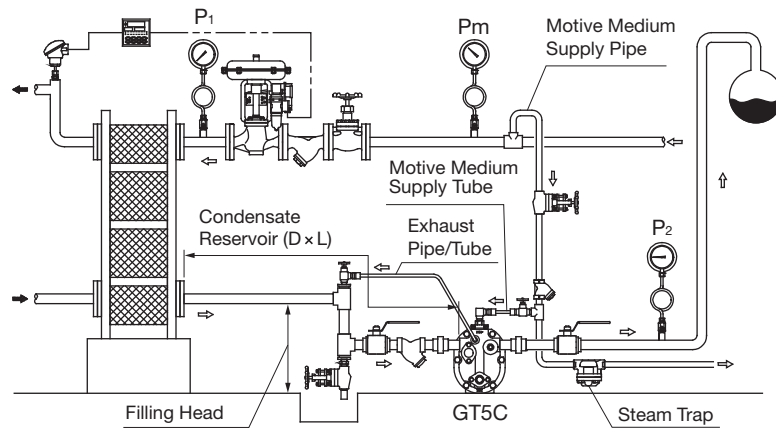 P1
Pm
Motive Medium
Supply Pipe
Motive Medium
Supply Tube
Condensate
Reservoir (D × L)
Exhaust
Pipe/Tube
P2
Filling Head
GT5C
Steam Trap